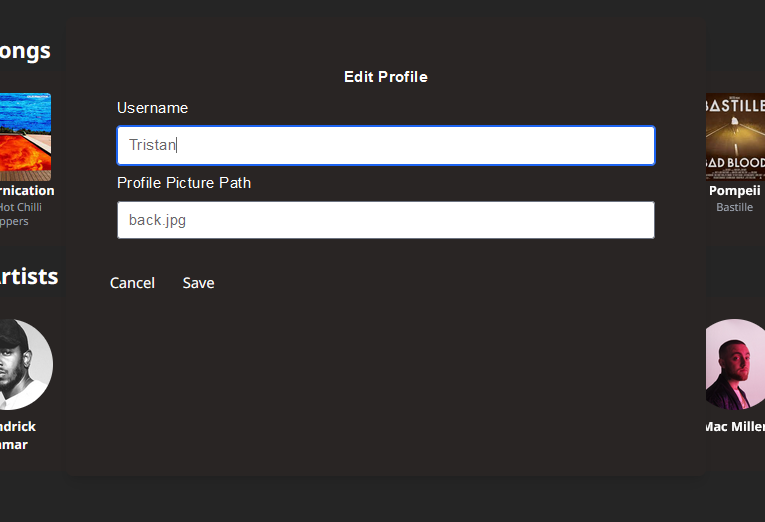 ongs
Edit Profile
Username
Tristan
Profile Picture Path
back.jpg
Cancel
Save
rnication
Hot Chilli
ppers
BASTILLE
BAD BLOOD
Pompeii
Bastille
rtists
ndrick
mar
Mac Miller